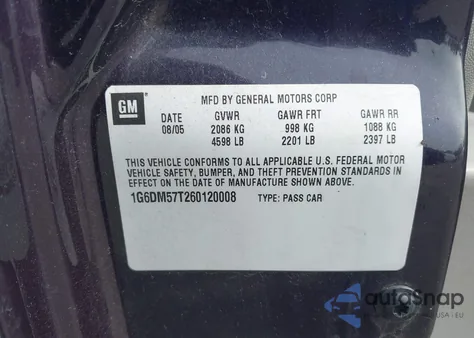 GM
MFD BY GENERAL MOTORS CORP
DATE GVWR GAWR FRT GAWR RR
08/05 2086 KG 998 KG 1088 KG
4598 LB 2201 LB 2397 LB
THIS VEHICLE CONFORMS TO ALL APPLICABLE U.S. FEDERAL MOTOR
VEHICLE SAFETY, BUMPER, AND THEFT PREVENTION STANDARDS
IN EFFECT ON THE DATE OF MANUFACTURE SHOWN ABOVE.
1G6DM57T260120008 TYPE: PASS CAR
autoSnap